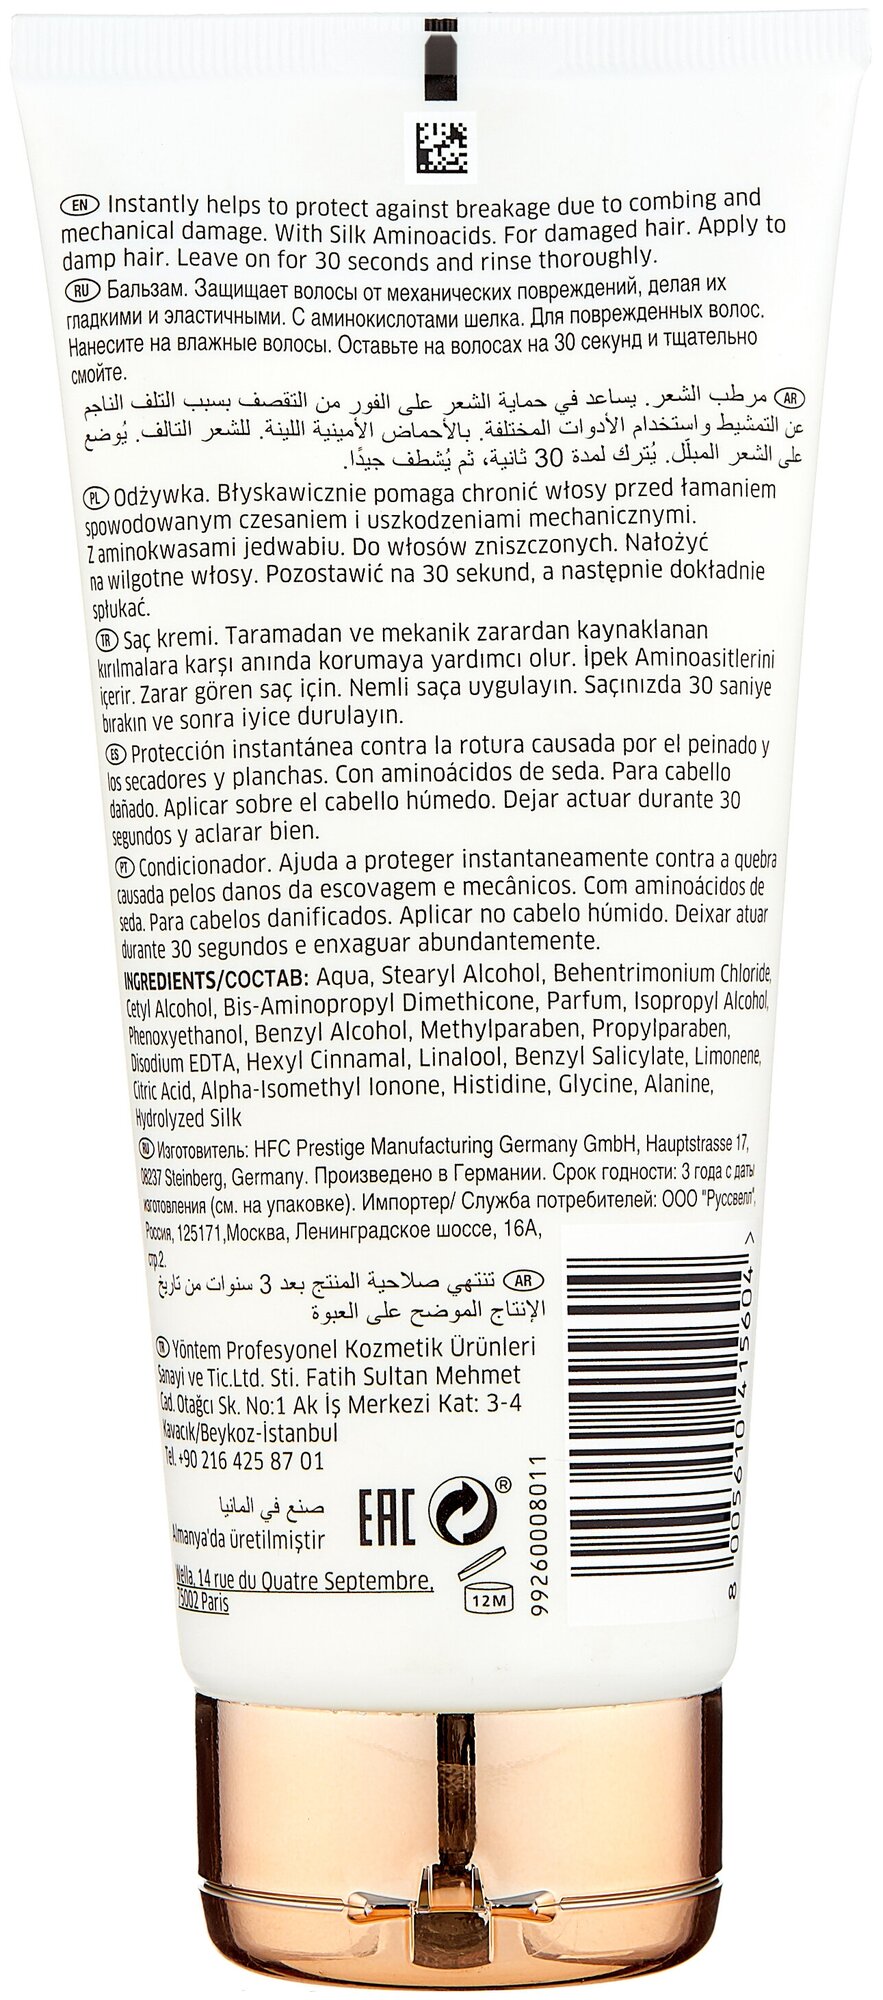 EN Instantly helps to protect against breakage due to combing and
mechanical damage. With Silk Aminoacids. For damaged hair. Apply to
damp hair. Leave on for 30 seconds and rinse thoroughly.
RU Бальзам. Защищает волосы от механических повреждений, делая их
гладкими и эластичными. С аминокислотами шелка. Для поврежденных волос.
Нанесите на влажные волосы. Оставьте на волосах на 30 секунд и тщательно
смойте.
AR مرطب الشعر. يساعد في حماية الشعر على الفور من التقصف بسبب التلف الناجم
عن التمشيط واستخدام الأدوات المختلفة. بالأحماض الأمينية اللينة. للشعر التالف. يُوضع
على الشعر المبلّل. يُترك لمدة 30 ثانية، ثم يُشطف جيدًا.
PL Odżywka. Błyskawicznie pomaga chronić włosy przed łamaniem
spowodowanym czesaniem i uszkodzeniami mechanicznymi.
Z aminokwasami jedwabiu. Do włosów zniszczonych. Nałożyć
na wilgotne włosy. Pozostawić na 30 sekund, a następnie dokładnie
spłukać.
TR Saç kremi. Taramadan ve mekanik zarardan kaynaklanan
kırılmalara karşı anında korumaya yardımcı olur. İpek Aminoasitlerini
içerir. Zarar gören saç için. Nemli saça uygulayın. Saçınızda 30 saniye
bırakın ve sonra iyice durulayın.
ES Protección instantánea contra la rotura causada por el peinado y
los secadores y planchas. Con aminoácidos de seda. Para cabello
dañado. Aplicar sobre el cabello húmedo. Dejar actuar durante 30
segundos y aclarar bien.
PT Condicionador. Ajuda a proteger instantaneamente contra a quebra
causada pelos danos da escovagem e mecânicos. Com aminoácidos de
seda. Para cabelos danificados. Aplicar no cabelo húmido. Deixar atuar
durante 30 segundos e enxaguar abundantemente.
INGREDIENTS/СОСТАВ: Aqua, Stearyl Alcohol, Behentrimonium Chloride,
Cetyl Alcohol, Bis-Aminopropyl Dimethicone, Parfum, Isopropyl Alcohol,
Phenoxyethanol, Benzyl Alcohol, Methylparaben, Propylparaben,
Disodium EDTA, Hexyl Cinnamal, Linalool, Benzyl Salicylate, Limonene,
Citric Acid, Alpha-Isomethyl Ionone, Histidine, Glycine, Alanine,
Hydrolyzed Silk
RU Изготовитель: HFC Prestige Manufacturing Germany GmbH, Hauptstrasse 17,
08237 Steinberg, Germany. Произведено в Германии. Срок годности: 3 года с даты
изготовления (см. на упаковке). Импортер/ Служба потребителей: ООО "Руссвелл",
Россия, 125171,Москва, Ленинградское шоссе, 16А,
стр.2.
AR تنتهي صلاحية المنتج بعد 3 سنوات من تاريخ
الإنتاج الموضح على العبوة
TR Yöntem Profesyonel Kozmetik Ürünleri
Sanayi ve Tic.Ltd. Sti. Fatih Sultan Mehmet
Cad. Otağcı Sk. No:1 Ak İş Merkezi Kat: 3-4
Kavacık/Beykoz-İstanbul
Tel. +90 216 425 87 01
صنع في المانيا
Almanya'da üretilmiştir
EAC ®
Wella, 14 rue du Quatre Septembre,
75002 Paris
12M
99260008011
8 005610 415604 >